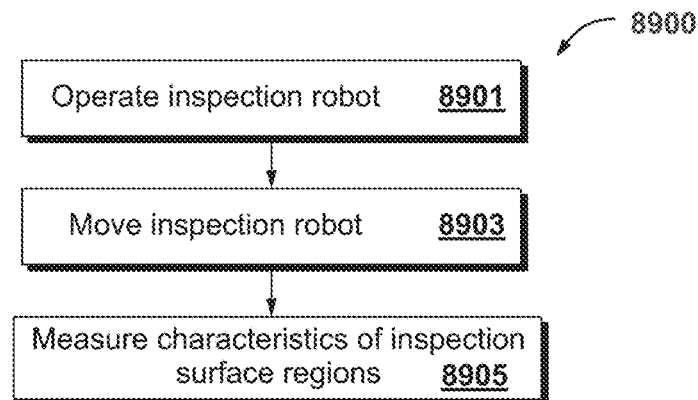 8900
Operate inspection robot 8901
Move inspection robot 8903
Measure characteristics of inspection
surface regions 8905